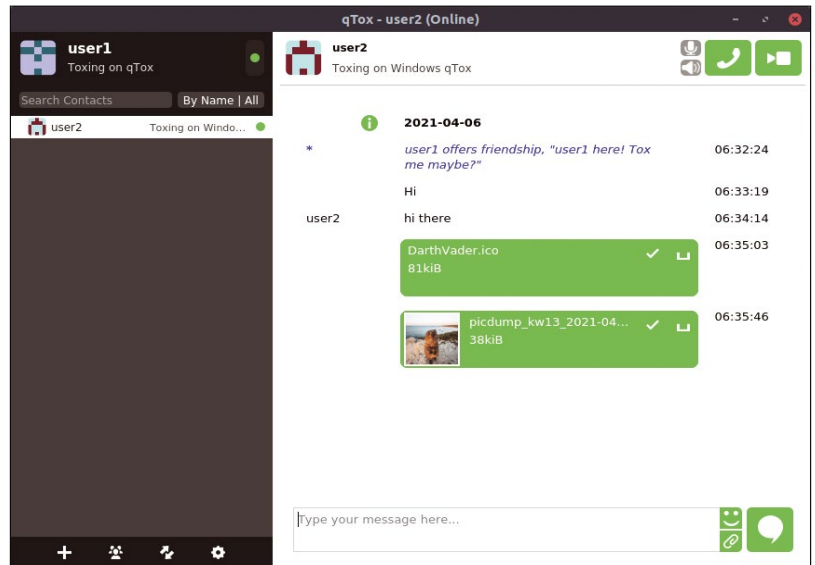 qTox - user2 (Online)
user1
Toxing on qTox
Search Contacts
By Name | All
user2
Toxing on Windo...
user2
Toxing on Windows qTox
2021-04-06
* user1 offers friendship, "user1 here! Tox
me maybe?" 06:32:24
Hi 06:33:19
user2 hi there 06:34:14
DarthVader.ico 06:35:03
81kiB
picdump_kw13_2021-04... 06:35:46
38kiB
Type your message here...